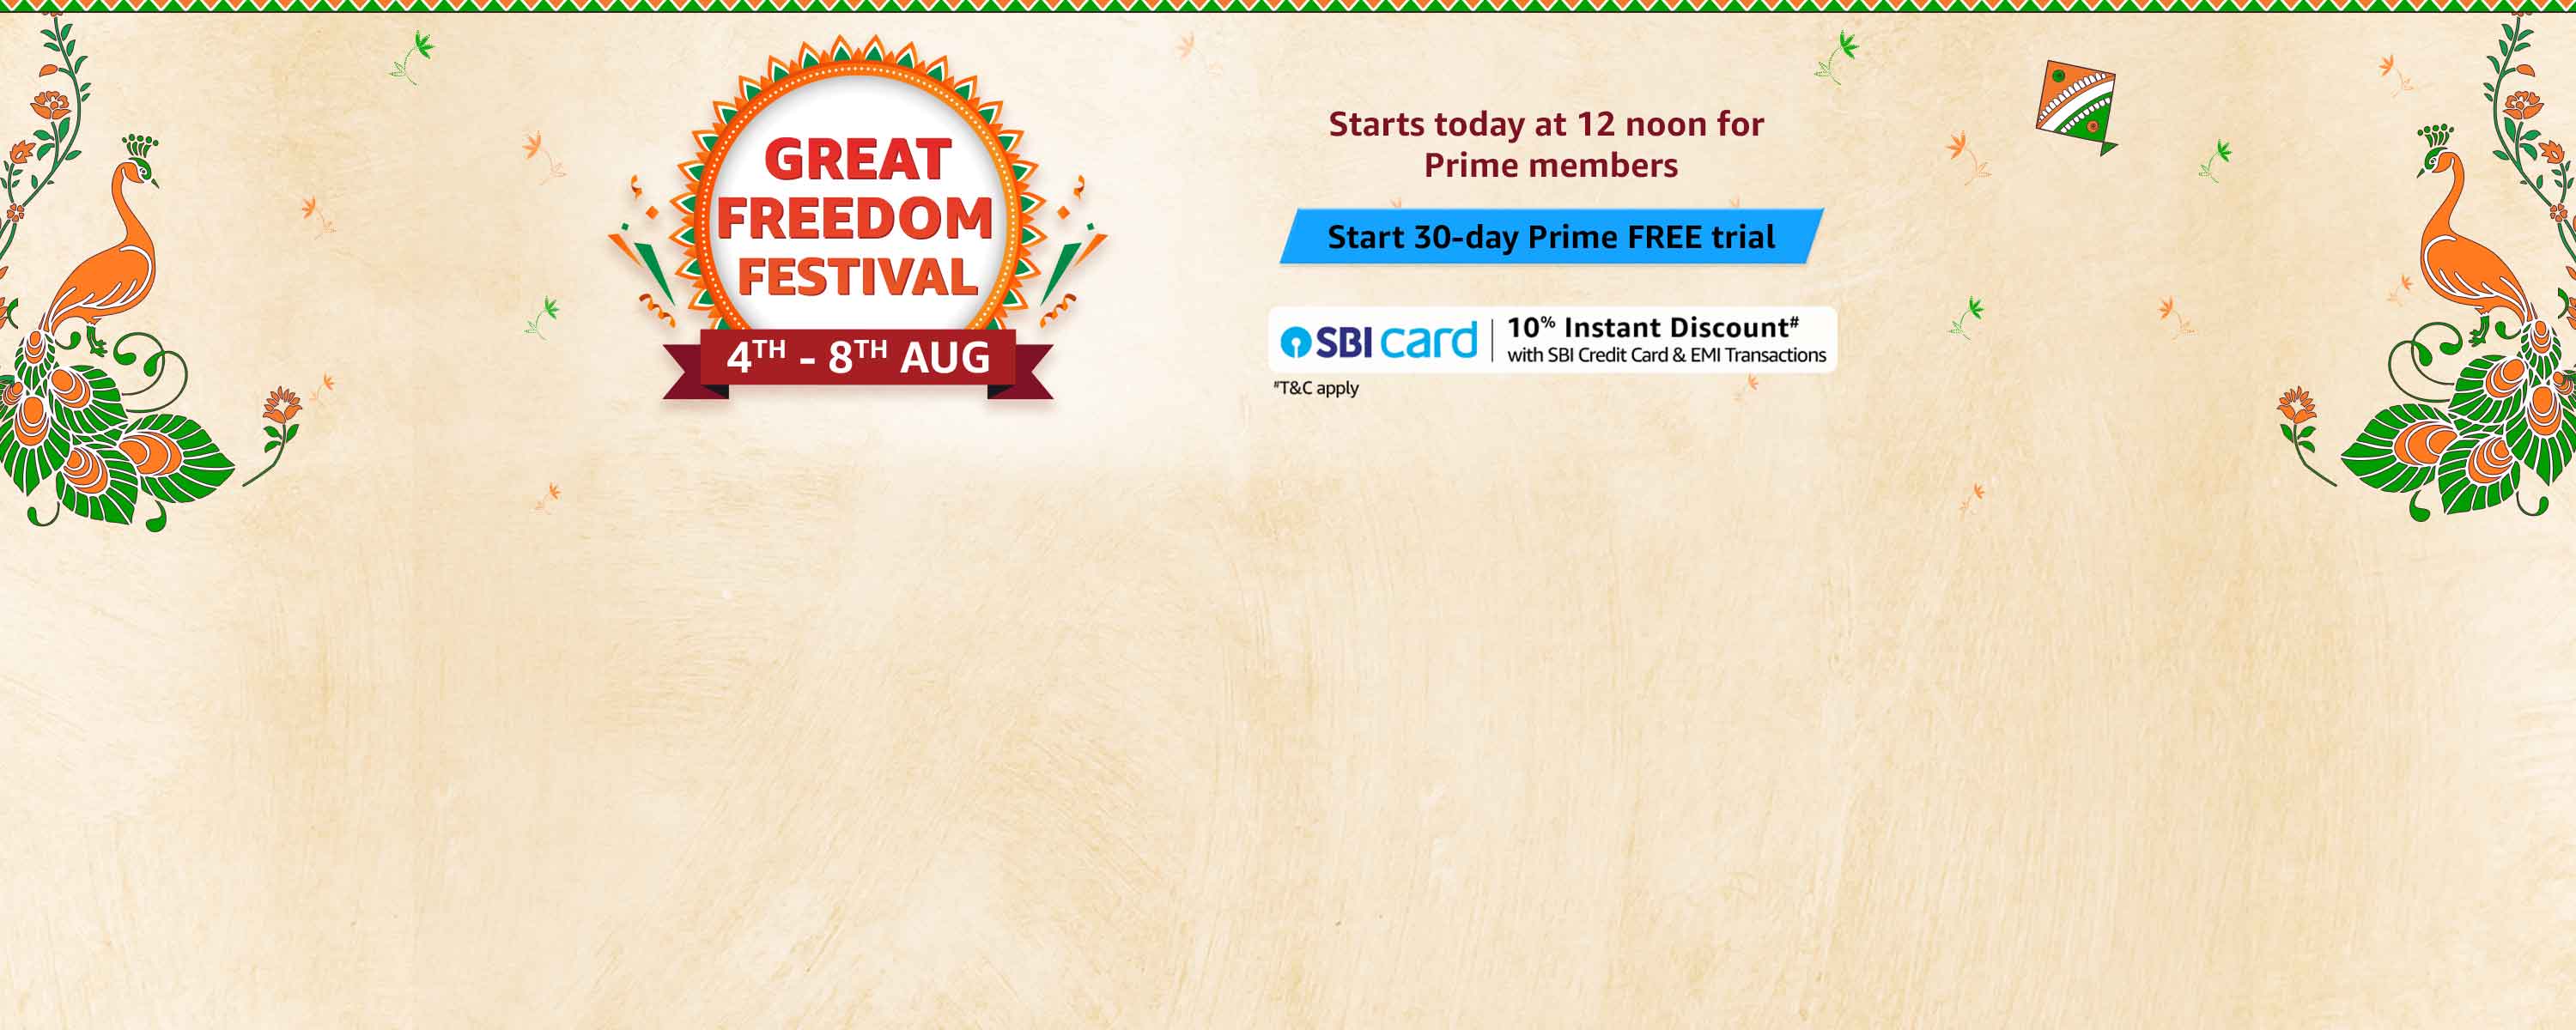 GREAT
FREEDOM
FESTIVAL
4TH - 8TH AUG
Starts today at 12 noon for
Prime members
Start 30-day Prime FREE trial
SBI card
10% Instant Discount#
with SBI Credit Card & EMI Transactions
#T&C apply